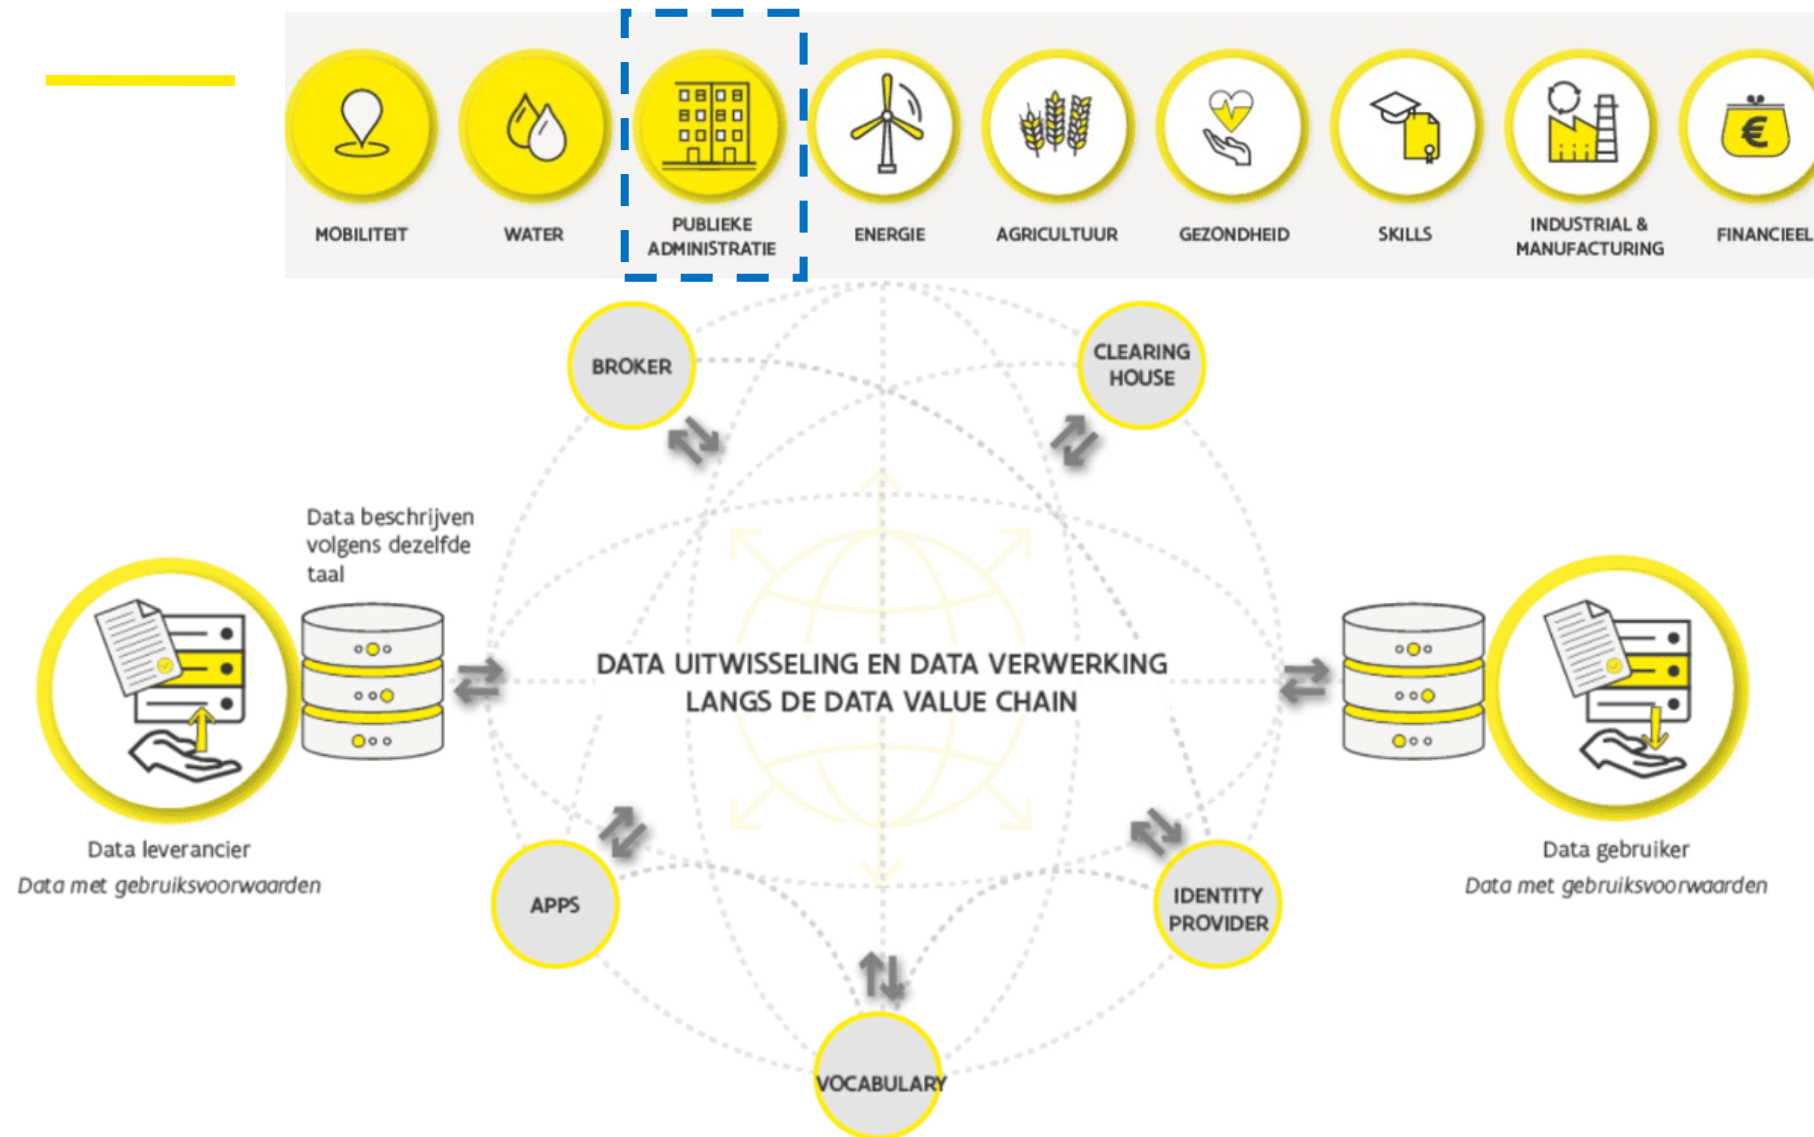 MOBILITEIT
WATER
PUBLIEKE
ADMINISTRATIE
ENERGIE
AGRICULTUUR
GEZONDHEID
SKILLS
INDUSTRIAL &
MANUFACTURING
FINANCIEEL
€
BROKER
CLEARING
HOUSE
Data beschrijven
volgens dezelfde
taal
DATA UITWISSELING EN DATA VERWERKING
LANGS DE DATA VALUE CHAIN
Data leverancier
Data met gebruiksvoorwaarden
Data gebruiker
Data met gebruiksvoorwaarden
APPS
IDENTITY
PROVIDER
VOCABULARY